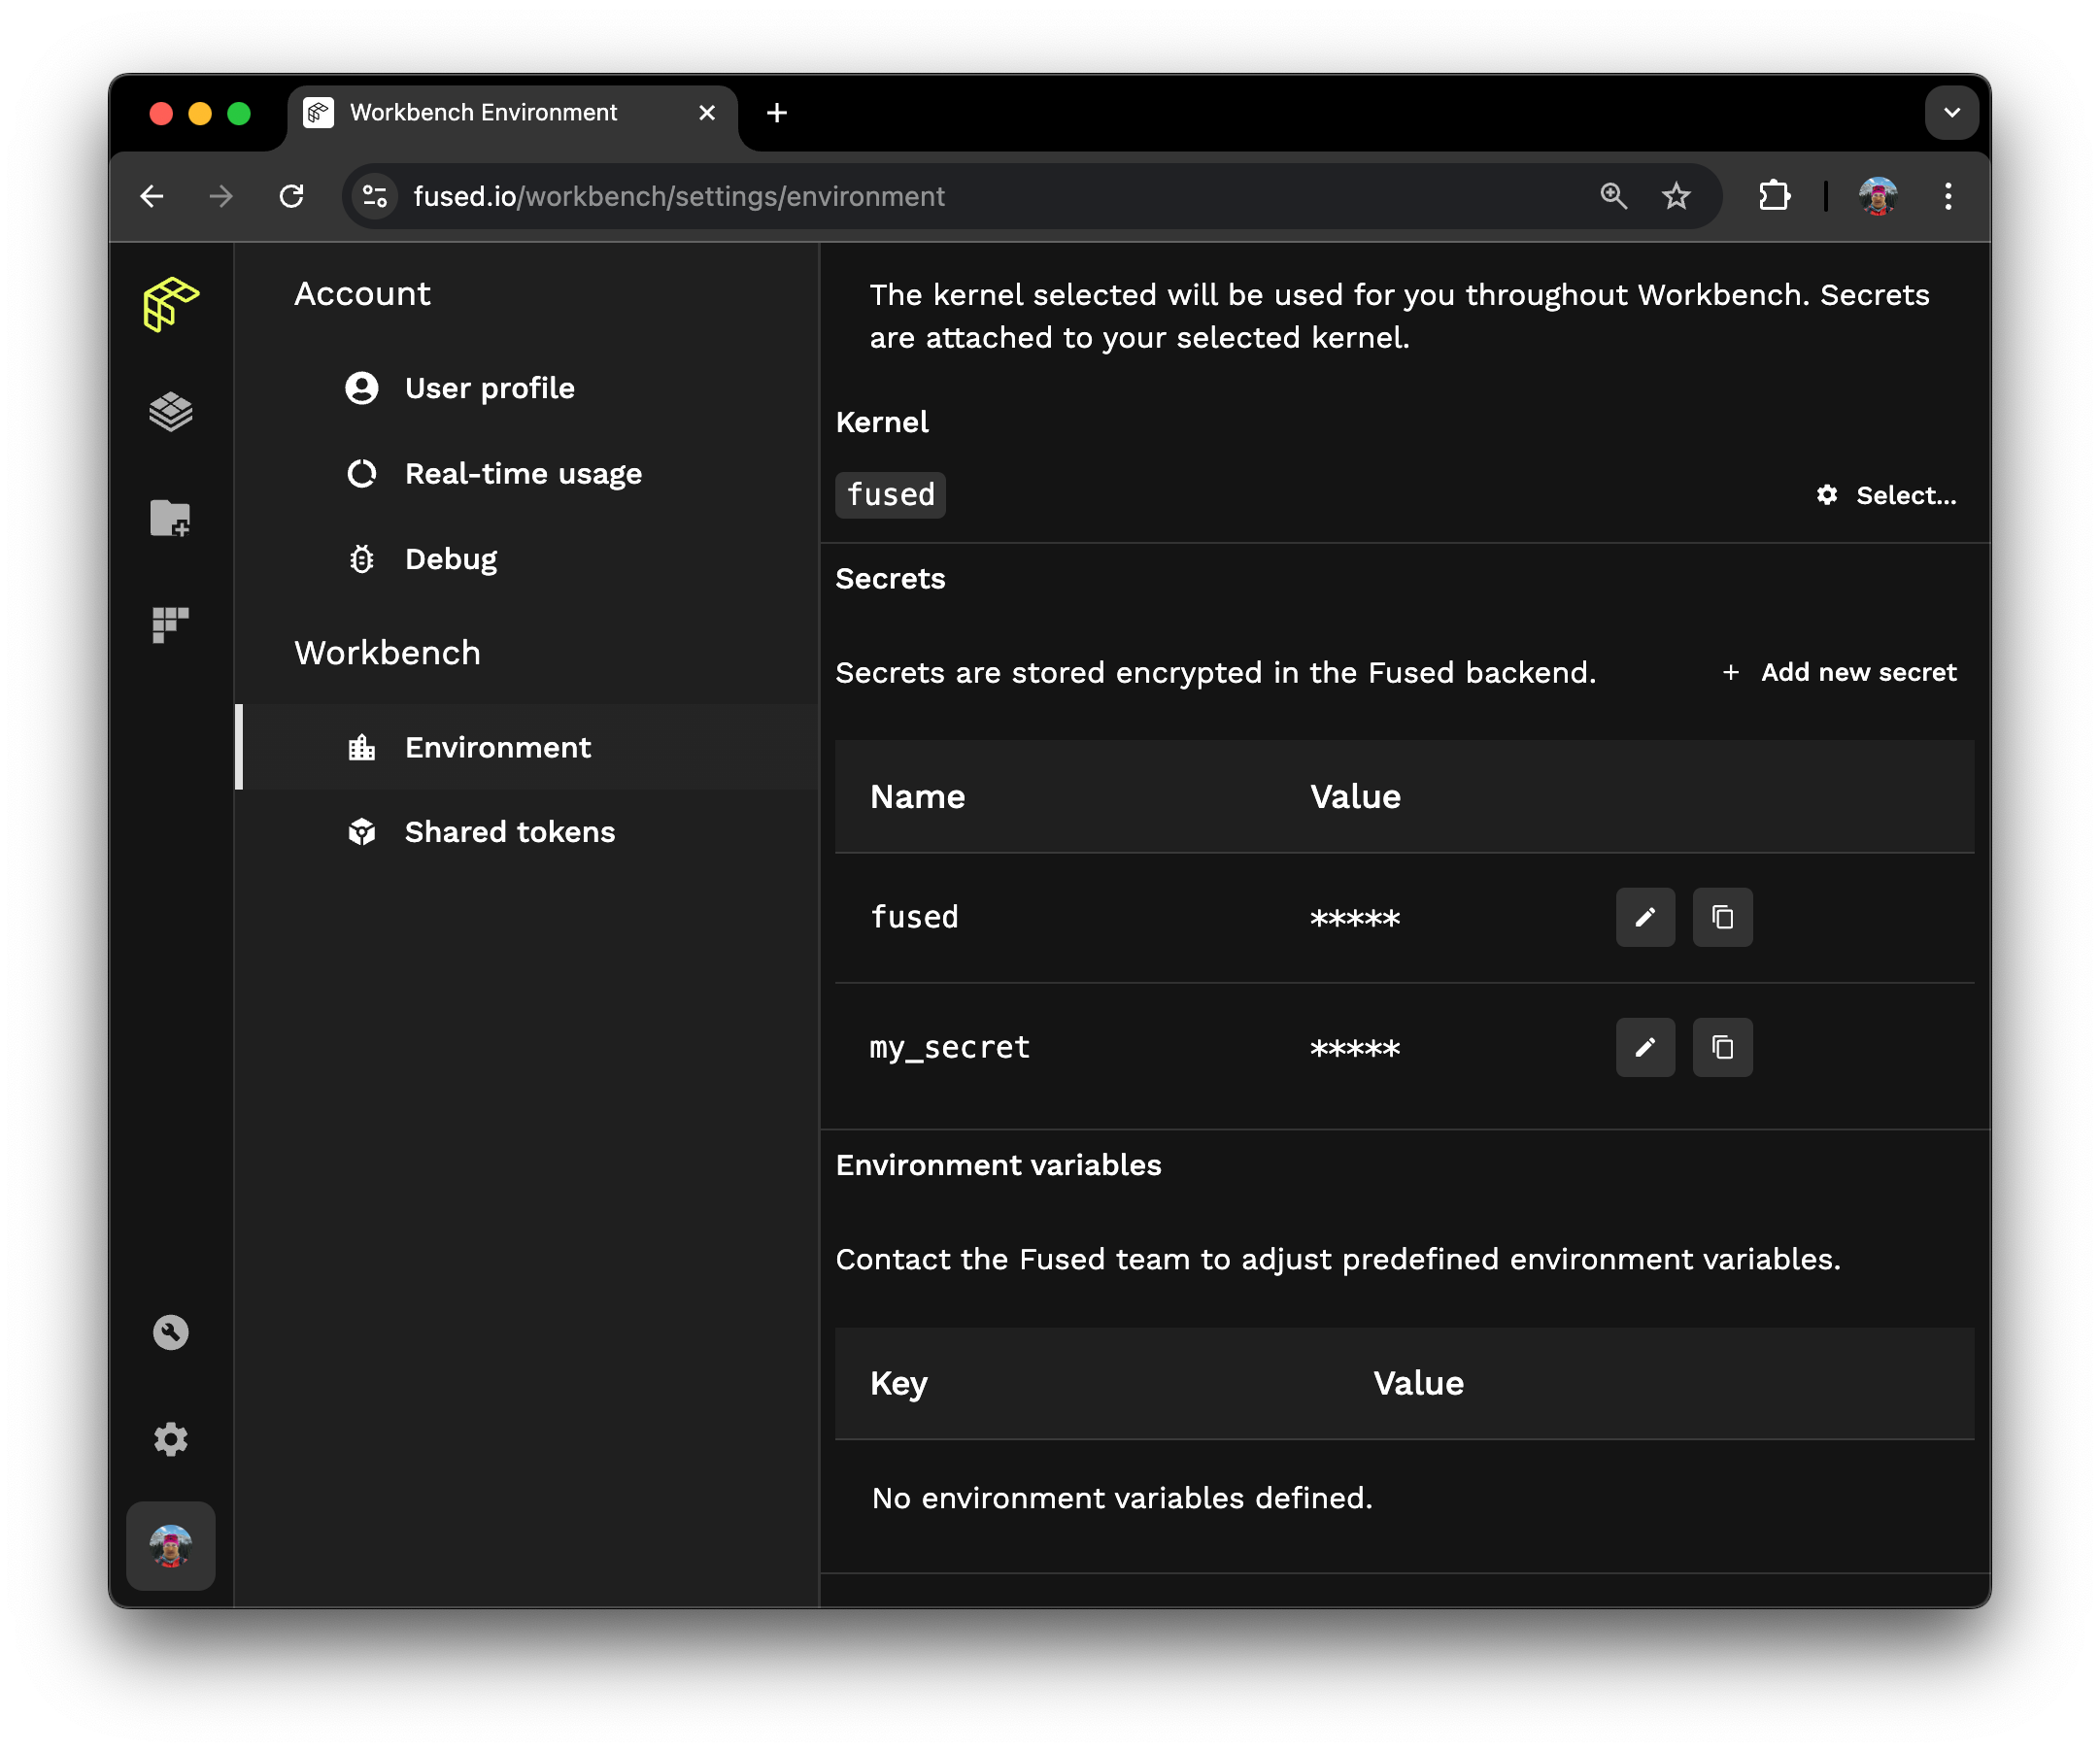 Workbench Environment
fused.io/workbench/settings/environment
Account
User profile
Real-time usage
Debug
Workbench
Environment
Shared tokens
The kernel selected will be used for you throughout Workbench. Secrets
are attached to your selected kernel.
Kernel
fused
Select...
Secrets
Secrets are stored encrypted in the Fused backend.
+ Add new secret
Name Value
fused *****
my_secret *****
Environment variables
Contact the Fused team to adjust predefined environment variables.
Key Value
No environment variables defined.